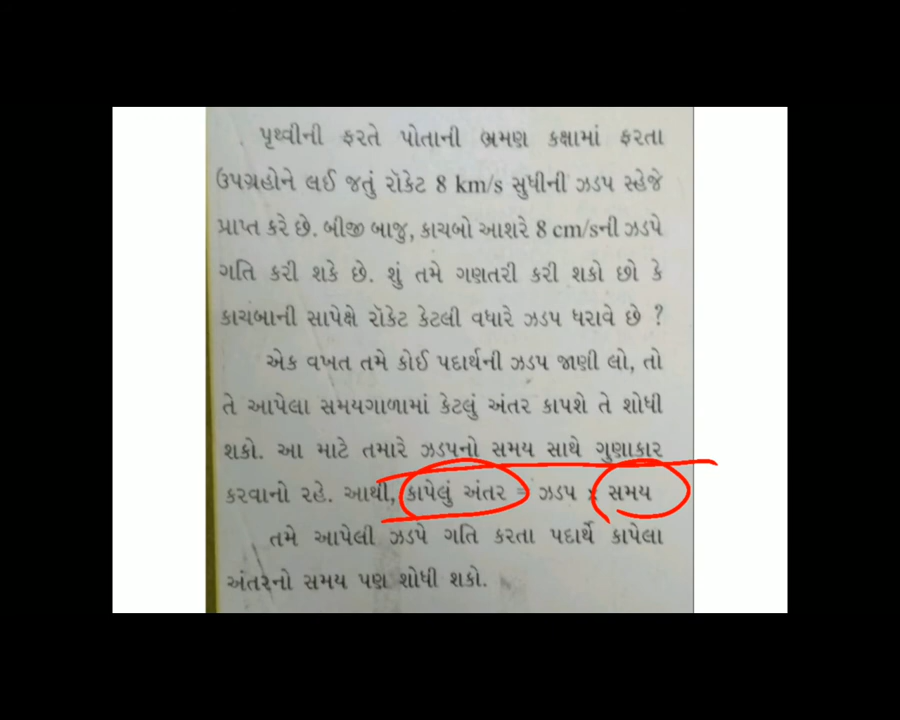 પૃથ્વીની ફરતે પોતાની ભ્રમણ કક્ષામાં ફરતા
ઉપગ્રહોને લઈ જતું રૉકેટ 8 km/s સુધીની ઝડપ સ્હેજે
પ્રાપ્ત કરે છે. બીજી બાજુ, કાચબો આશરે 8 cm/sની ઝડપે
ગતિ કરી શકે છે. શું તમે ગણતરી કરી શકો છો કે
કાચબાની સાપેક્ષે રૉકેટ કેટલી વધારે ઝડપ ધરાવે છે ?
એક વખત તમે કોઈ પદાર્થની ઝડપ જાણી લો, તો
તે આપેલા સમયગાળામાં કેટલું અંતર કાપશે તે શોધી
શકો. આ માટે તમારે ઝડપનો સમય સાથે ગુણાકાર
કરવાનો રહે. આથી, કાપેલું અંતર = ઝડપ x સમય
તમે આપેલી ઝડપે ગતિ કરતા પદાર્થે કાપેલા
અંતરનો સમય પણ શોધી શકો.